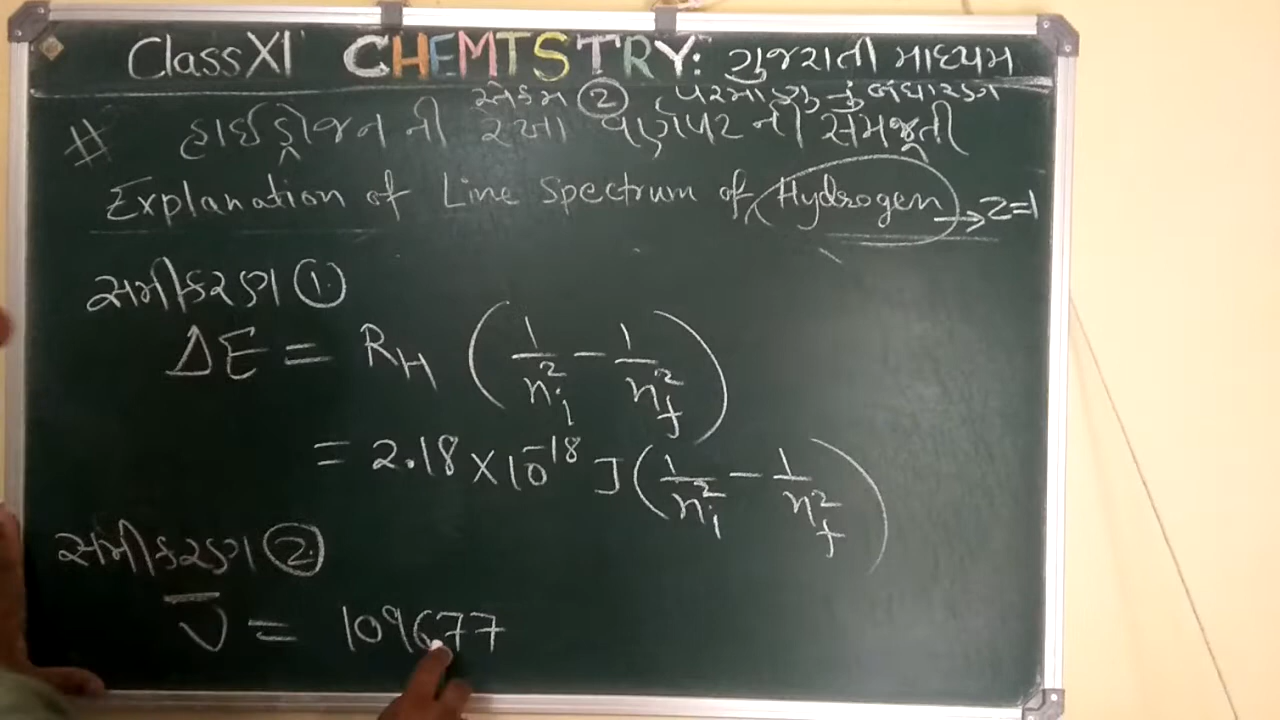 Class XI CHEMISTRY: ગુજરાતી માધ્યમ
એકમ ② પરમાણુનું બંધારણ
# હાઈડ્રોજન ની રેખા વર્ણપટ ની સમજૂતી
Explanation of Line Spectrum of Hydrogen → Z=1
સમીકરણ ①
ΔE = R_H (1/n_i² − 1/n_f²)
= 2.18 × 10⁻¹⁸ J (1/n_i² − 1/n_f²)
સમીકરણ ②
ῡ = 109677